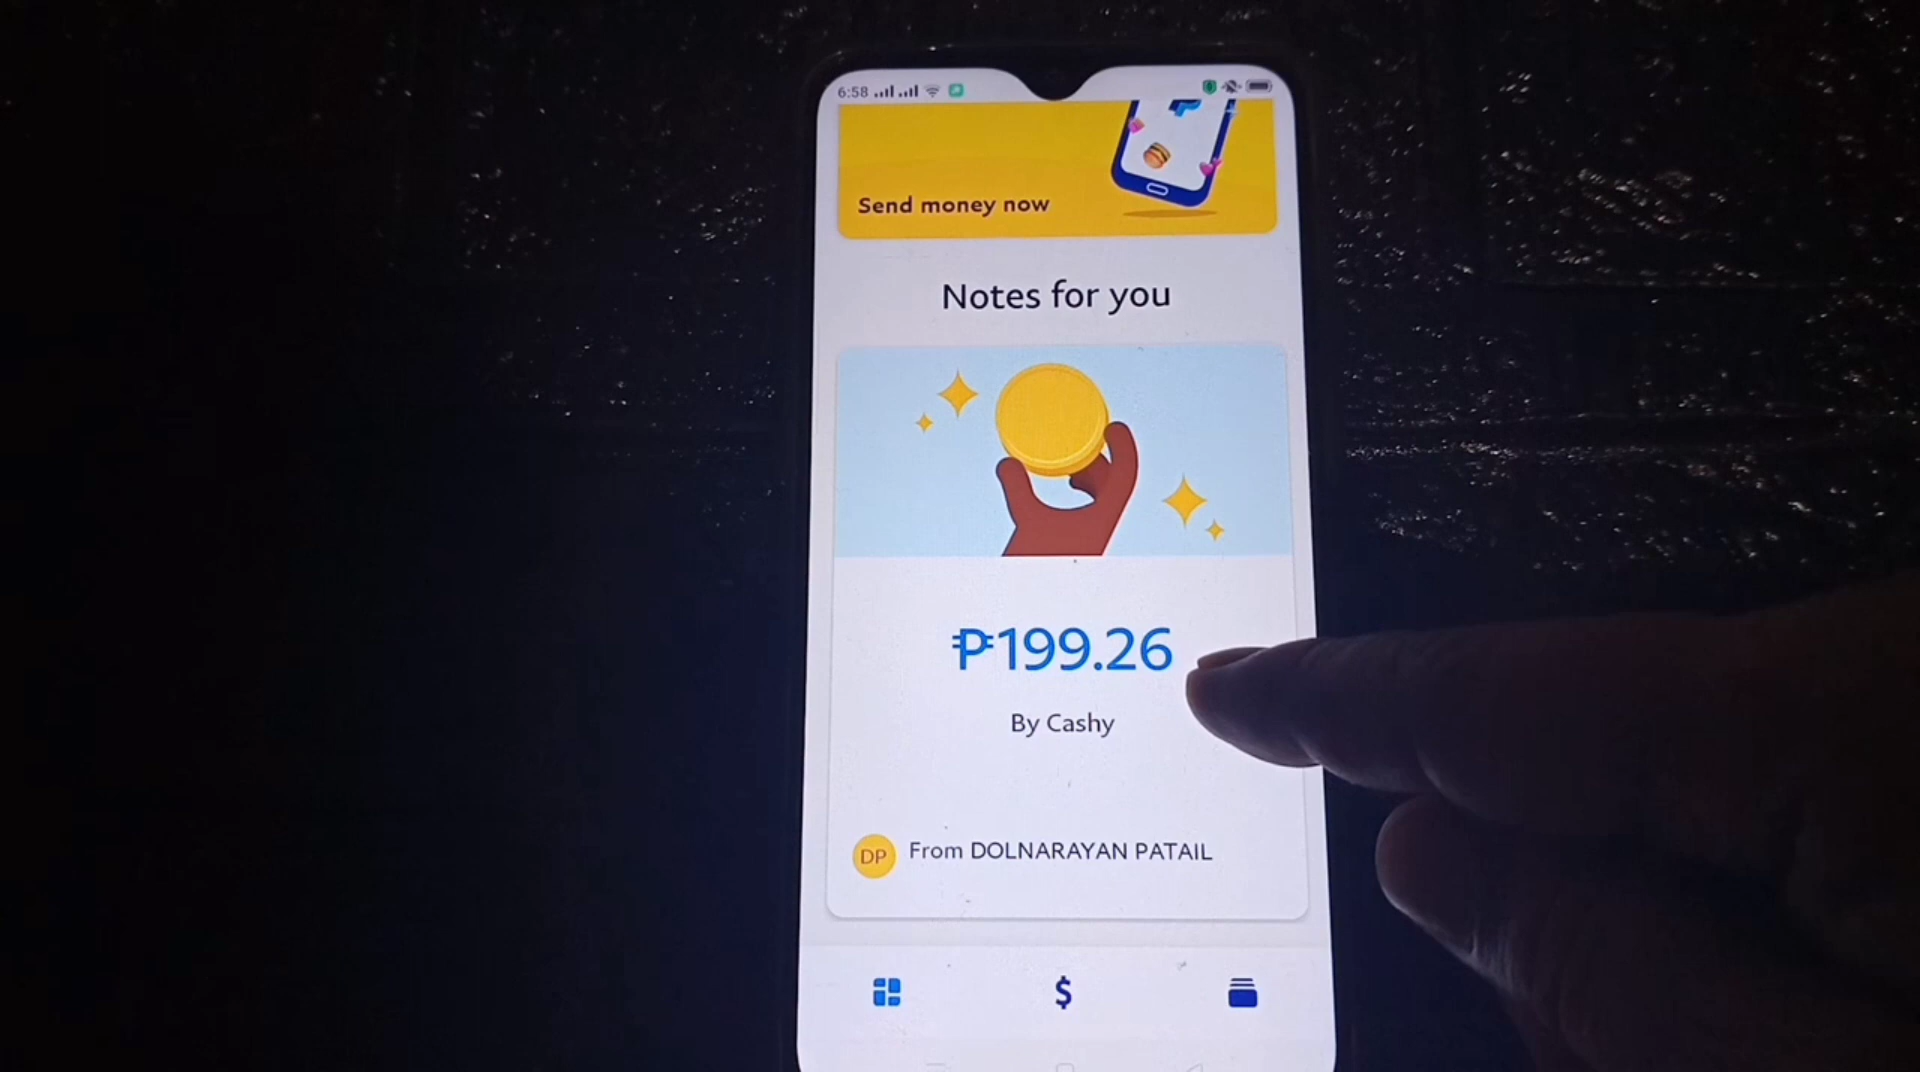 6:58
Send money now
Notes for you
₱199.26
By Cashy
DP
From DOLNARAYAN PATAIL
$